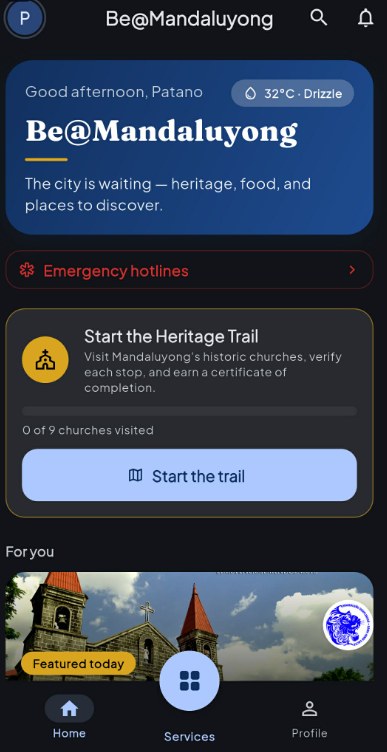 P
Be@Mandaluyong
Good afternoon, Patano
32°C · Drizzle
Be@Mandaluyong
The city is waiting — heritage, food, and
places to discover.
Emergency hotlines
Start the Heritage Trail
Visit Mandaluyong's historic churches, verify
each stop, and earn a certificate of
completion.
0 of 9 churches visited
Start the trail
For you
Featured today
Home
Services
Profile